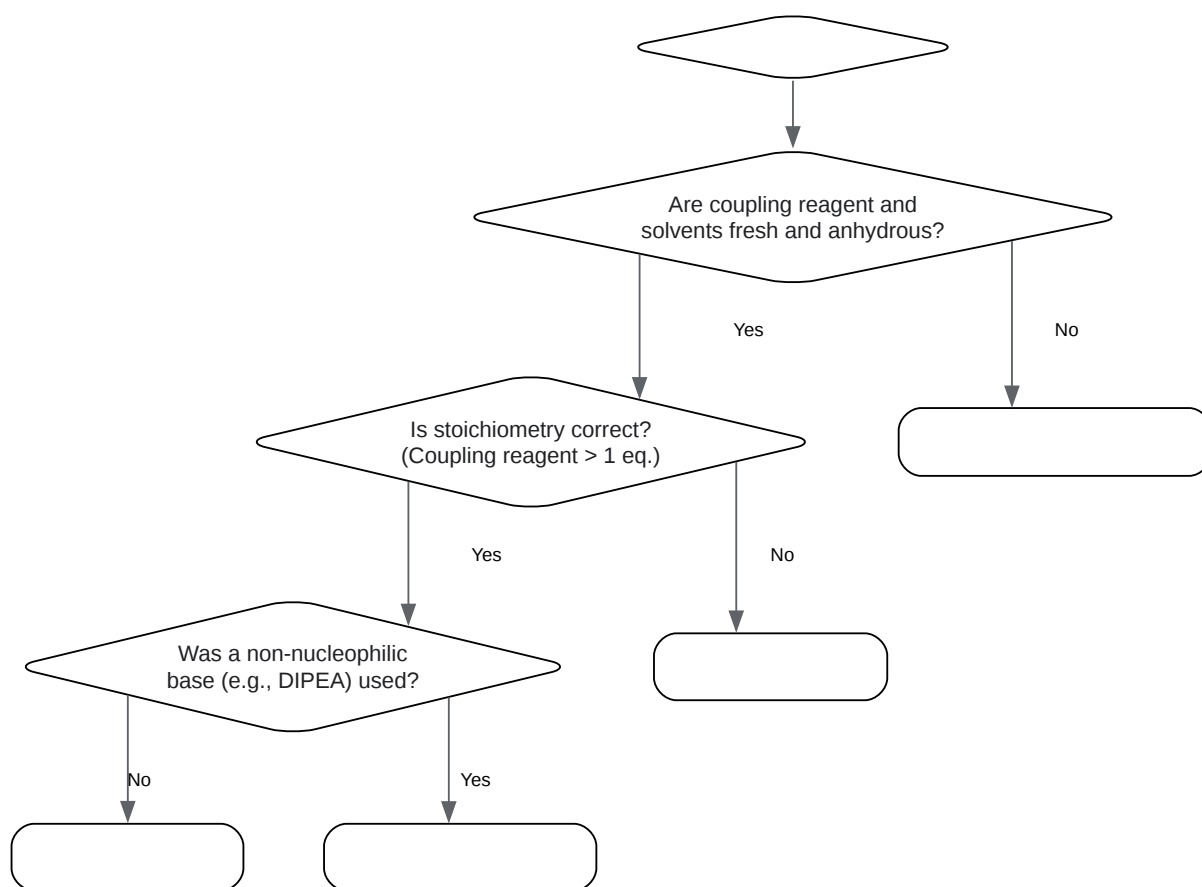 Are coupling reagent and
solvents fresh and anhydrous?
Yes
No
Is stoichiometry correct?
(Coupling reagent > 1 eq.)
Yes
No
Was a non-nucleophilic
base (e.g., DIPEA) used?
No
Yes